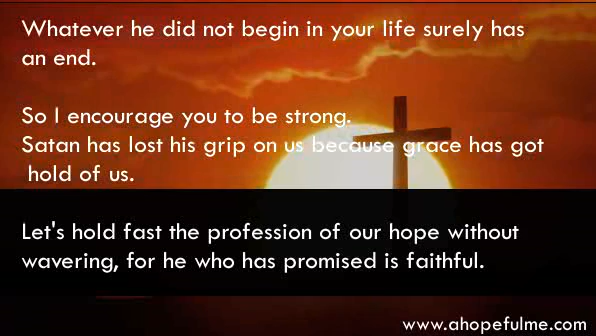 Whatever he did not begin in your life surely has
an end.
So I encourage you to be strong.
Satan has lost his grip on us because grace has got
hold of us.
Let's hold fast the profession of our hope without
wavering, for he who has promised is faithful.
www.ahopefulme.com